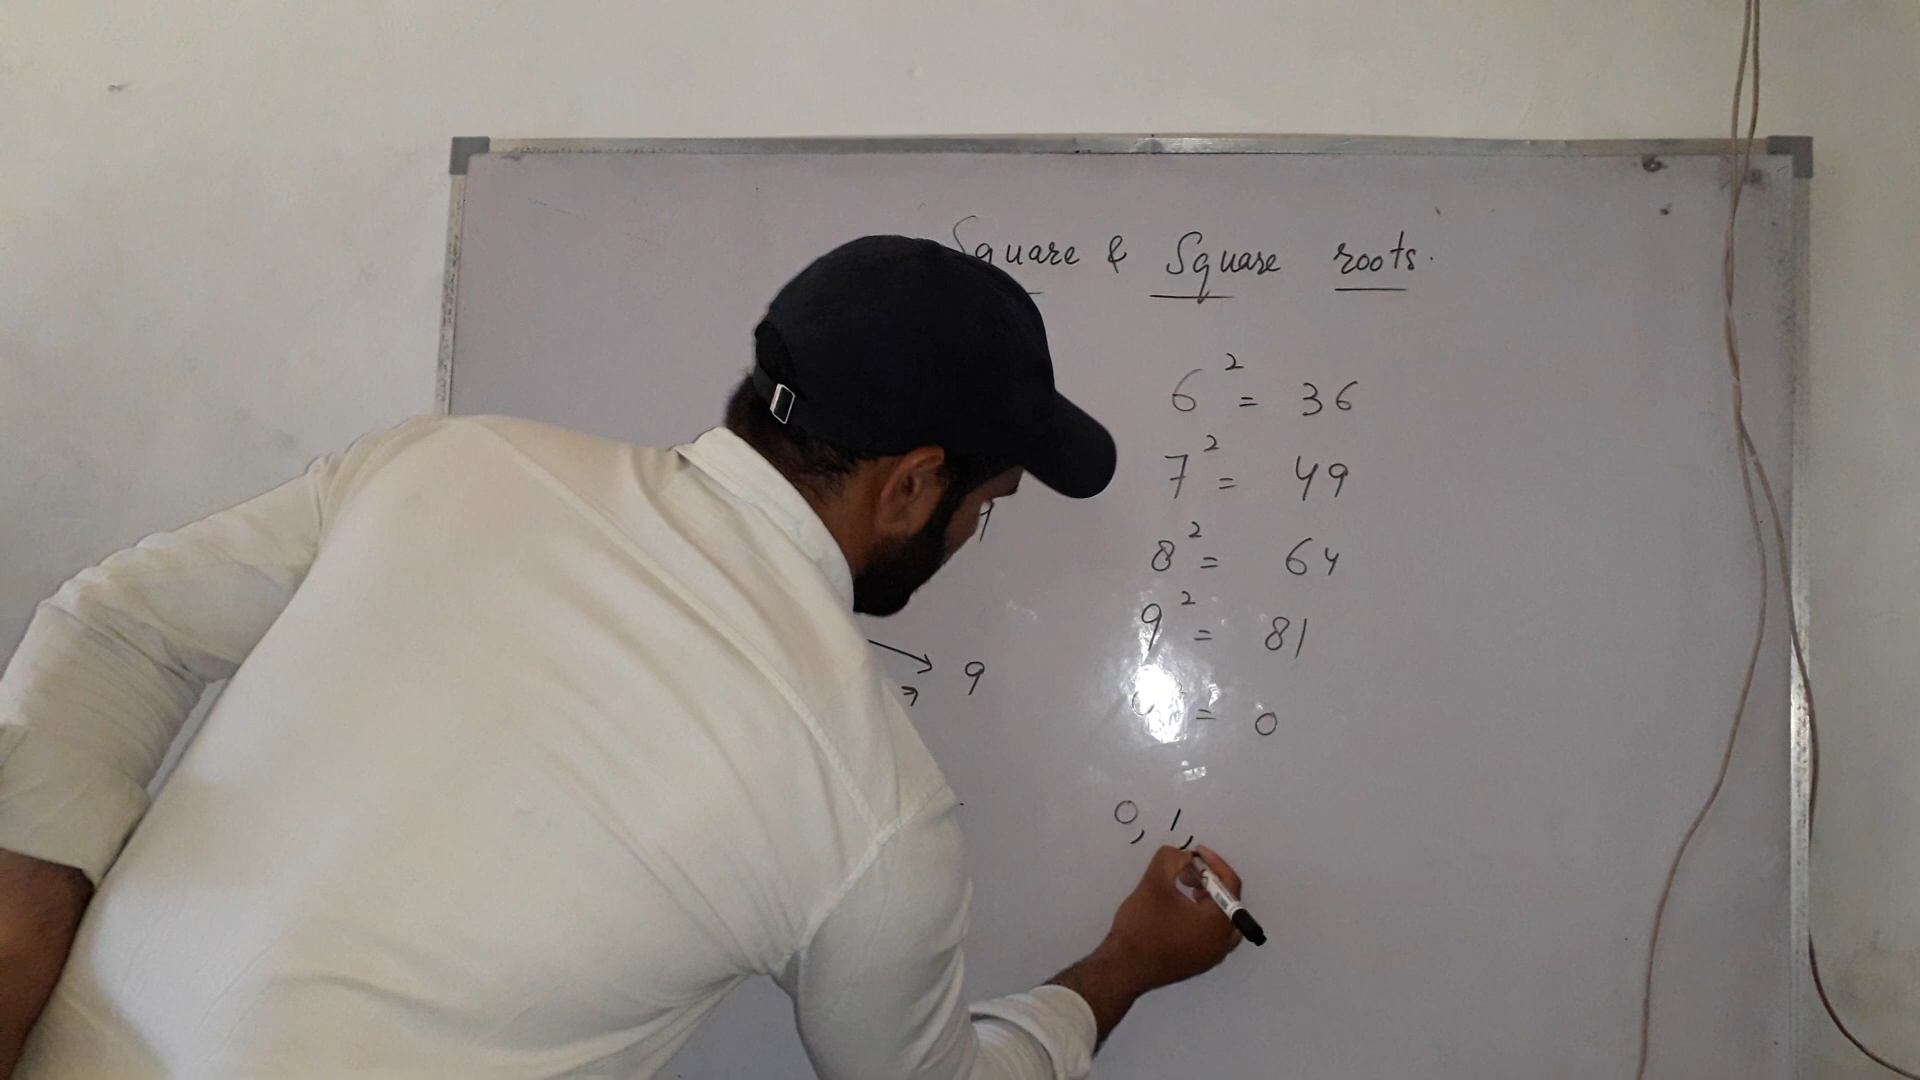 Square & Square roots.
6² = 36
7² = 49
8² = 64
9² = 81
9
= 0
0, 1,